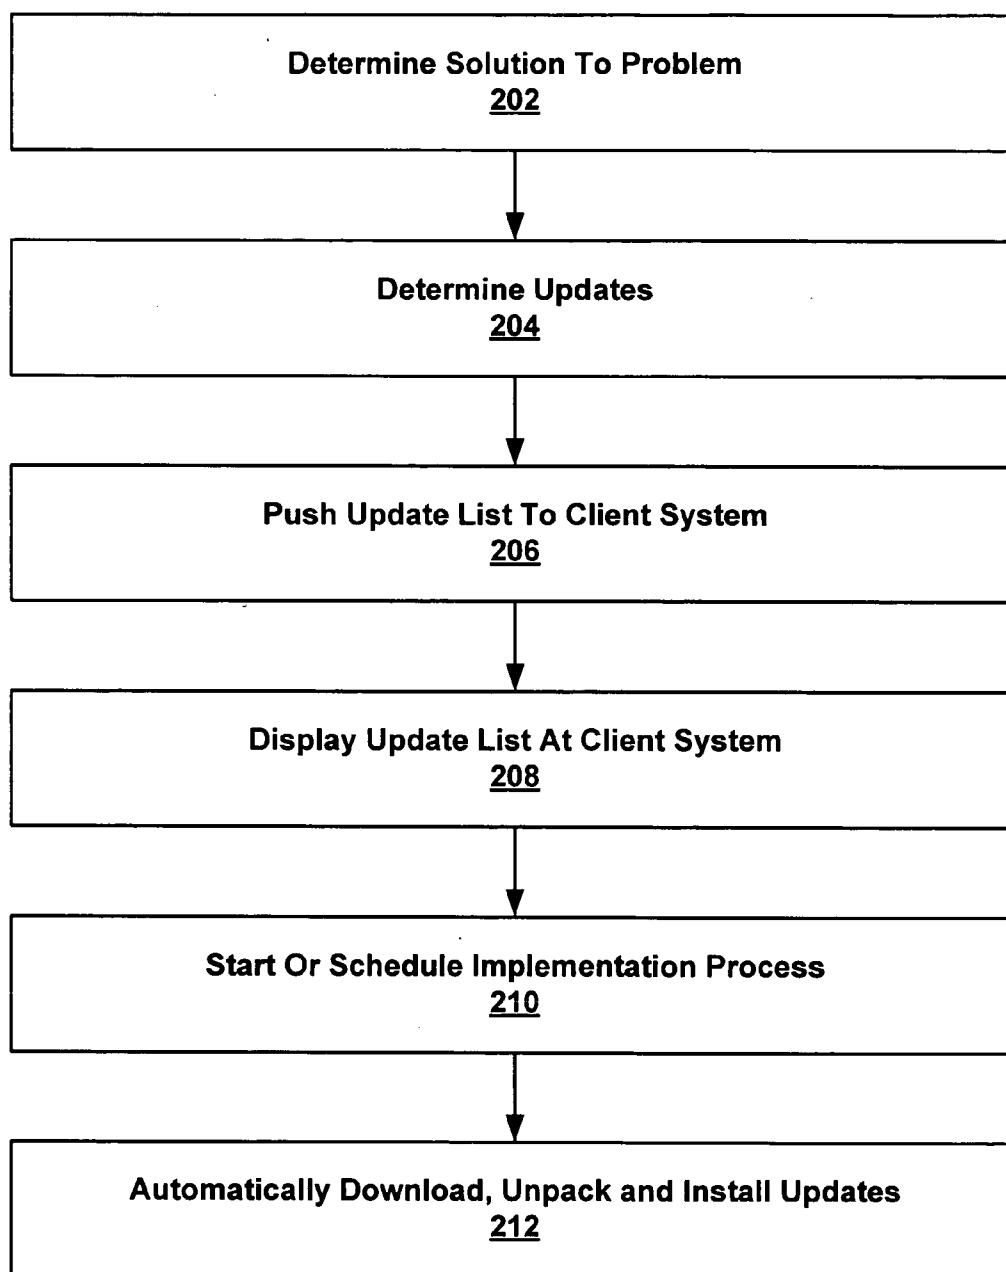 Determine Solution To Problem
202
Determine Updates
204
Push Update List To Client System
206
Display Update List At Client System
208
Start Or Schedule Implementation Process
210
Automatically Download, Unpack and Install Updates
212